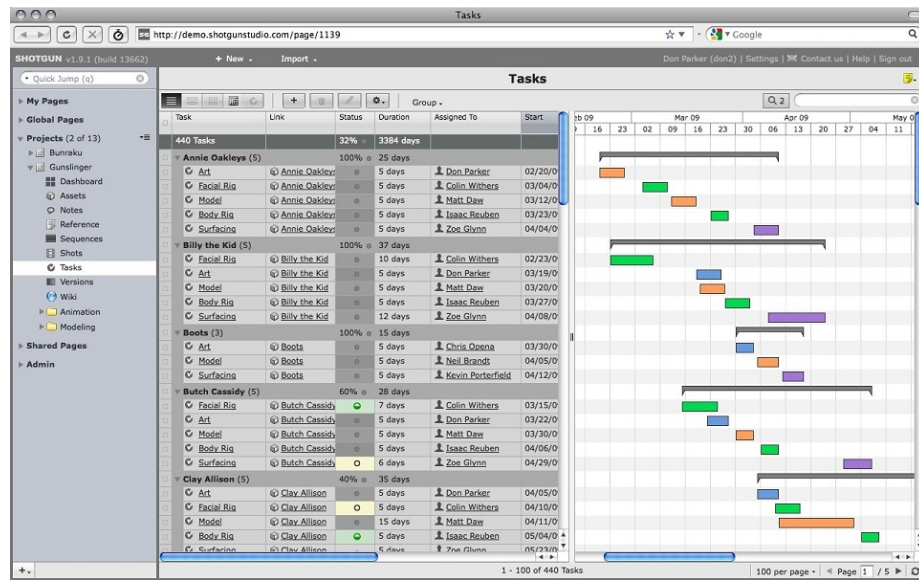 Tasks
http://demo.shotgunstudio.com/page/1139
Google
SHOTGUN v1.9.1 (build 13662)
+ New
Import
Don Parker (don2) | Settings | Contact us | Help | Sign out
Quick Jump (q)
Tasks
My Pages
Global Pages
Projects (2 of 13)
Bunraku
Gunslinger
Dashboard
Assets
Notes
Reference
Sequences
Shots
Tasks
Versions
Wiki
Animation
Modeling
Shared Pages
Admin
Group
2
Task Link Status Duration Assigned To Start
440 Tasks 32% 3384 days
Annie Oakleys (5) 100% 25 days
Art Annie Oakleys 5 days Don Parker 02/20/0
Facial Rig Annie Oakleys 5 days Colin Withers 03/04/0
Model Annie Oakleys 5 days Matt Daw 03/12/0
Body Rig Annie Oakleys 5 days Isaac Reuben 03/23/0
Surfacing Annie Oakleys 5 days Zoe Glynn 04/04/0
Billy the Kid (5) 100% 37 days
Facial Rig Billy the Kid 10 days Colin Withers 02/23/0
Art Billy the Kid 5 days Don Parker 03/19/0
Model Billy the Kid 5 days Matt Daw 03/20/0
Body Rig Billy the Kid 5 days Isaac Reuben 03/27/0
Surfacing Billy the Kid 12 days Zoe Glynn 04/08/0
Boots (3) 100% 15 days
Art Boots 5 days Chris Opena 03/30/0
Model Boots 5 days Neil Brandt 04/05/0
Surfacing Boots 5 days Kevin Porterfield 04/12/0
Butch Cassidy (5) 60% 28 days
Facial Rig Butch Cassidy 7 days Colin Withers 03/15/0
Art Butch Cassidy 5 days Don Parker 03/22/0
Model Butch Cassidy 5 days Matt Daw 03/30/0
Body Rig Butch Cassidy 5 days Isaac Reuben 04/06/0
Surfacing Butch Cassidy 6 days Zoe Glynn 04/29/0
Clay Allison (5) 40% 35 days
Art Clay Allison 5 days Don Parker 04/05/0
Facial Rig Clay Allison 5 days Colin Withers 04/10/0
Model Clay Allison 15 days Matt Daw 04/11/0
Body Rig Clay Allison 5 days Isaac Reuben 05/04/0
Surfacing Clay Allison 5 days Zoe Glynn 05/23/0
eb 09 Mar 09 Apr 09 May 0
16 23 02 09 16 23 30 06 13 20 27 04 11
1 - 100 of 440 Tasks
100 per page
Page 1 / 5